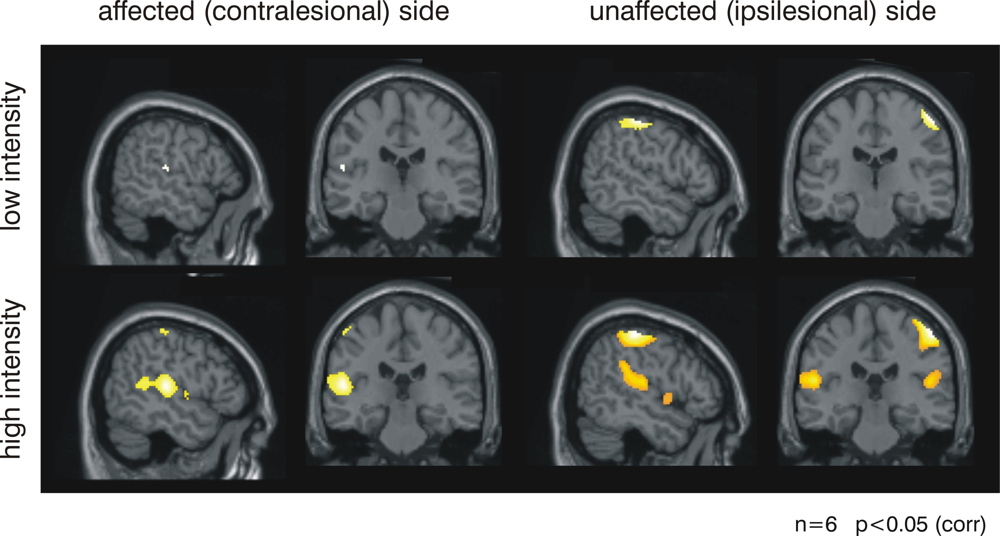 affected (contralesional) side
unaffected (ipsilesional) side
low intensity
high intensity
n=6 p<0.05 (corr)